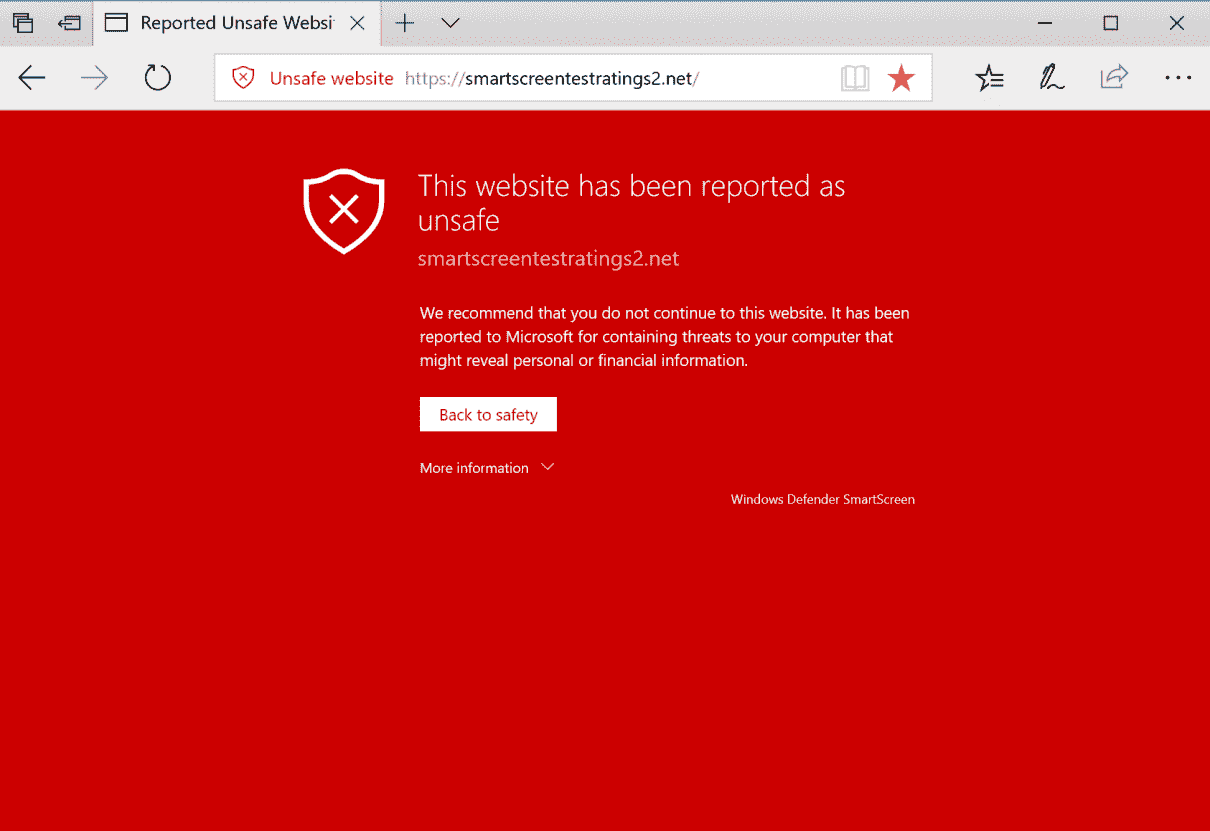 Reported Unsafe Websi
Unsafe website https://smartscreentestratings2.net/
This website has been reported as
unsafe
smartscreentestratings2.net
We recommend that you do not continue to this website. It has been
reported to Microsoft for containing threats to your computer that
might reveal personal or financial information.
Back to safety
More information
Windows Defender SmartScreen